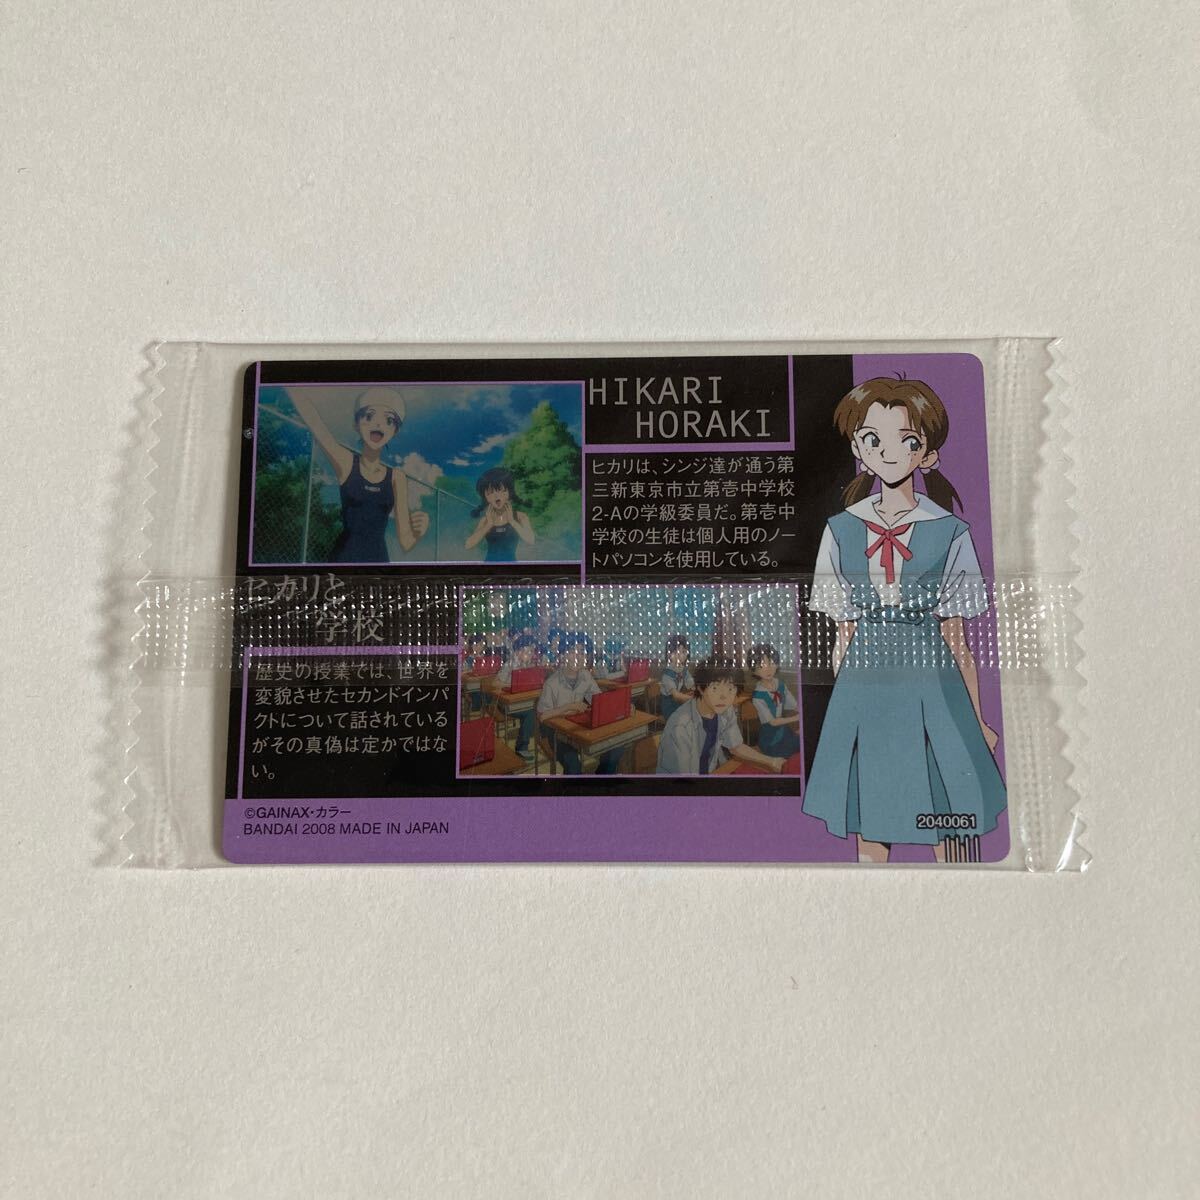 HIKARI
HORAKI
ヒカリは、シンジ達が通う第
三新東京市立第壱中学校
2-Aの学級委員だ。第壱中
学校の生徒は個人用のノー
トパソコンを使用している。
ヒカリと
学校
歴史の授業では、世界を
変貌させたセカンドインパ
クトについて話されている
がその真偽は定かではな
い。
©GAINAX・カラー
BANDAI 2008 MADE IN JAPAN
2040061